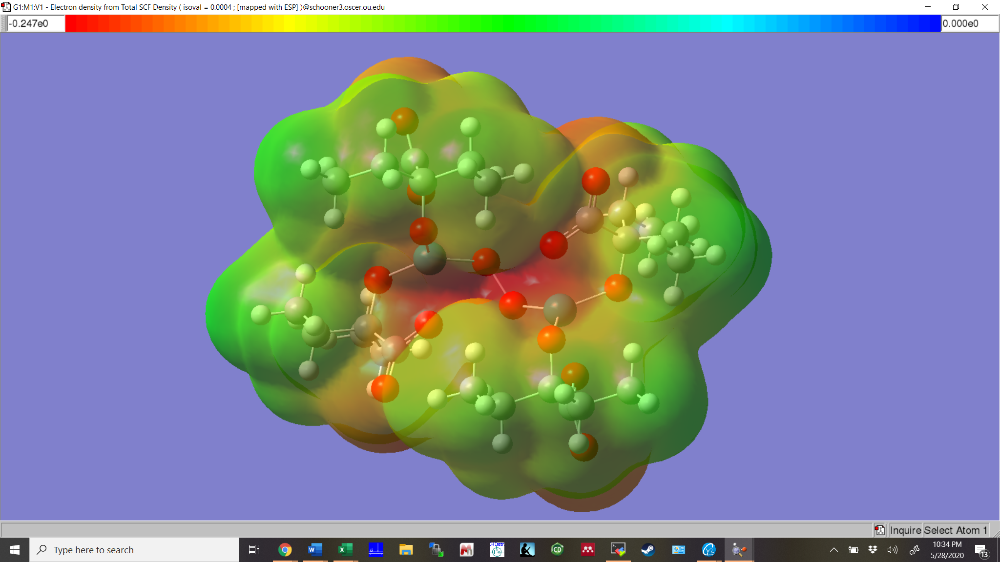 G1:M1:V1 - Electron density from Total SCF Density ( isoval = 0.0004 ; [mapped with ESP] )@schooner3.oscer.ou.edu
-0.247e0
0.000e0
Inquire
Select Atom 1
Type here to search
W
X
CD
10:34 PM
5/28/2020
13